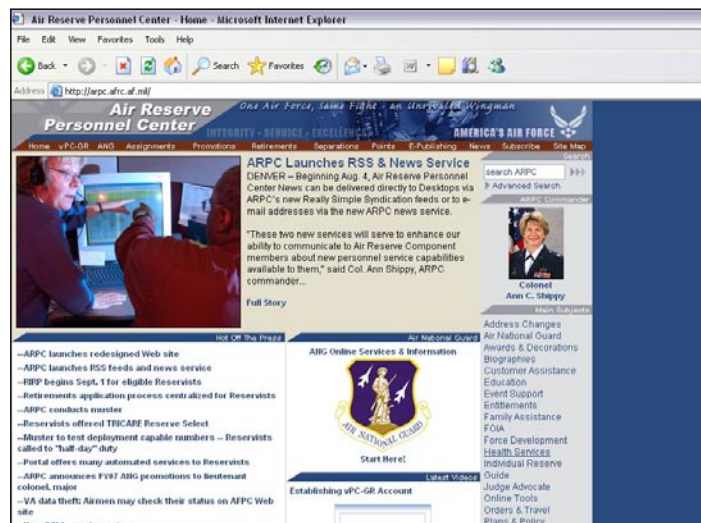 Air Reserve Personnel Center - Home - Microsoft Internet Explorer
File Edit View Favorites Tools Help
Back Search Favorites
Address http://arpc.afrc.af.mil/
Air Reserve
Personnel Center
One Air Force, Same Fight - an Unrivaled Wingman
INTEGRITY - SERVICE - EXCELLENCE
AMERICA'S AIR FORCE
Home vPC-GR ANG Assignments Promotions Retirements Separations Points E-Publishing News Subscribe Site Map
ARPC Launches RSS & News Service
DENVER – Beginning Aug. 4, Air Reserve Personnel
Center News can be delivered directly to Desktops via
ARPC's new Really Simple Syndication feeds or to e-
mail addresses via the new ARPC news service.
"These two new services will serve to enhance our
ability to communicate to Air Reserve Component
members about new personnel service capabilities
available to them," said Col. Ann Shippy, ARPC
commander...
Full Story
Search
search ARPC
Advanced Search
ARPC Commander
Colonel
Ann C. Shippy
Main Subjects
Address Changes
Air National Guard
Awards & Decorations
Biographies
Customer Assistance
Education
Event Support
Entitlements
Family Assistance
FOIA
Force Development
Health Services
Individual Reserve
Guide
Judge Advocate
Online Tools
Orders & Travel
Plans & Policy
Hot Off The Press
--ARPC launches redesigned Web site
--ARPC launches RSS feeds and news service
--RIRP begins Sept. 1 for eligible Reservists
--Retirements application process centralized for Reservists
--ARPC conducts muster
--Reservists offered TRICARE Reserve Select
--Muster to test deployment capable numbers -- Reservists
called to "half-day" duty
--Portal offers many automated services to Reservists
--ARPC announces FY07 ANG promotions to lieutenant
colonel, major
--VA data theft: Airmen may check their status on AFPC Web
site
Air National Guard
ANG Online Services & Information
AIR NATIONAL GUARD
Start Here!
Latest Videos
Establishing vPC-GR Account